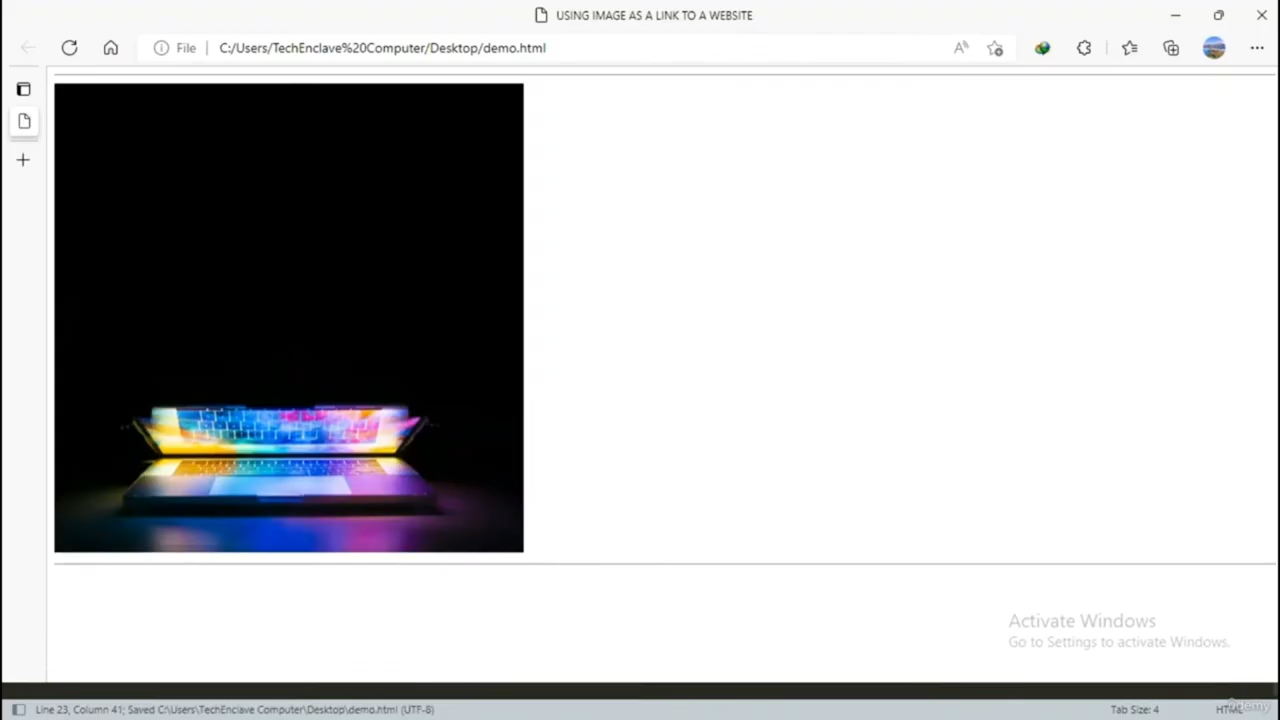 USING IMAGE AS A LINK TO A WEBSITE
File
C:/Users/TechEnclave%20Computer/Desktop/demo.html
Activate Windows
Go to Settings to activate Windows.
Line 23, Column 41; Saved C:\Users\TechEnclave Computer\Desktop\demo.html (UTF-8)
Tab Size: 4
HTML
Udemy